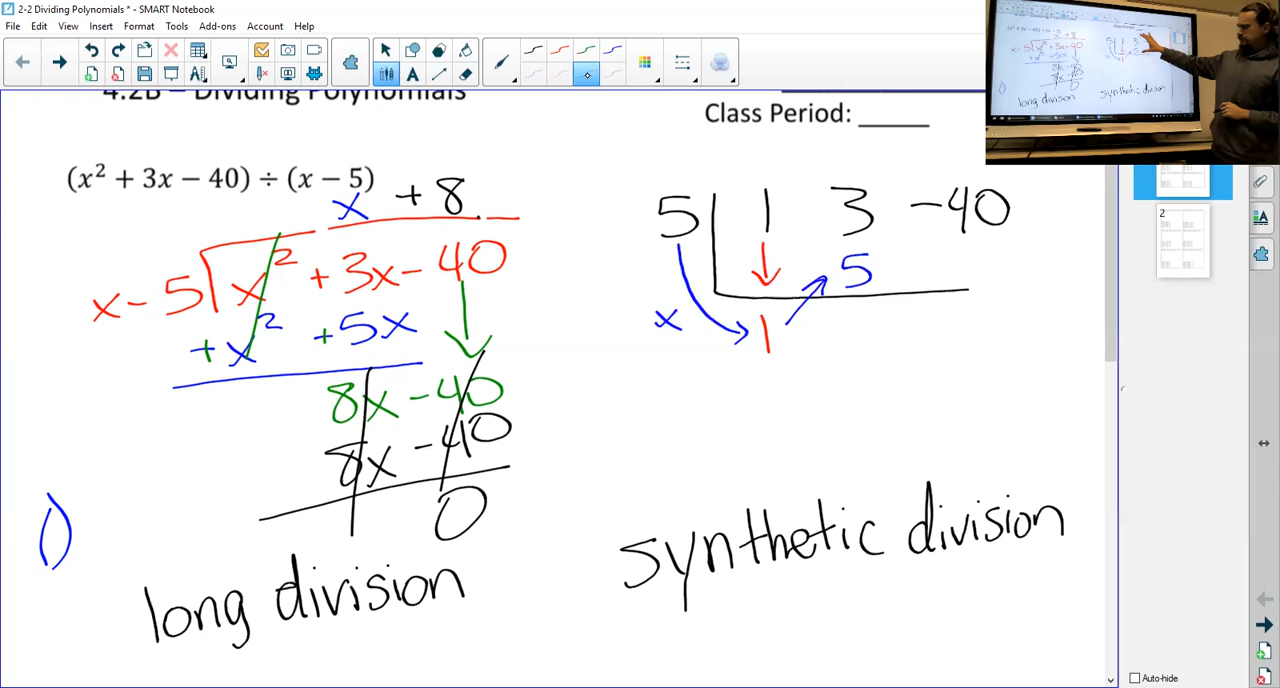 2-2 Dividing Polynomials * - SMART Notebook
File Edit View Insert Format Tools Add-ons Account Help
4.2B – Dividing Polynomials
Class Period: _____
(x² + 3x − 40) ÷ (x − 5)
x + 8
x - 5 x² + 3x - 40
+ x² + 5x
8x - 40
8x - 40
0
long division
5 1 3 -40
5
x 1
synthetic division
2
Auto-hide